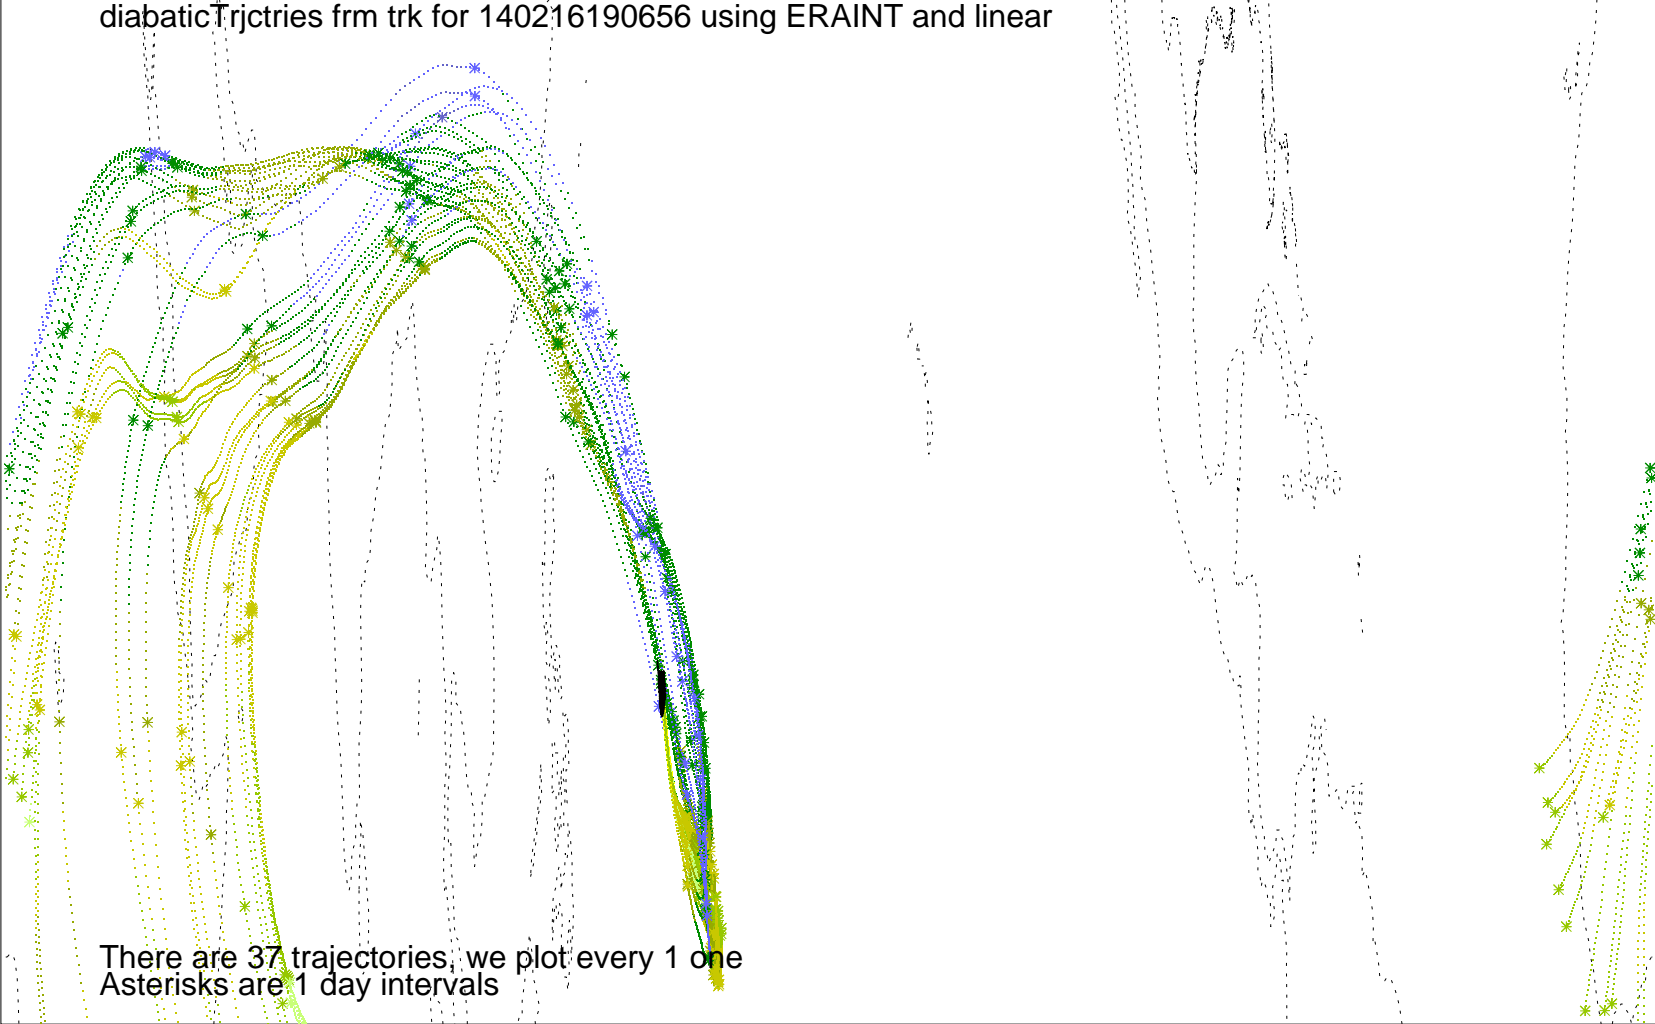 diabaticTrjctries frm trk for 140216190656 using ERAINT and linear
There are 37 trajectories, we plot every 1 one
Asterisks are 1 day intervals